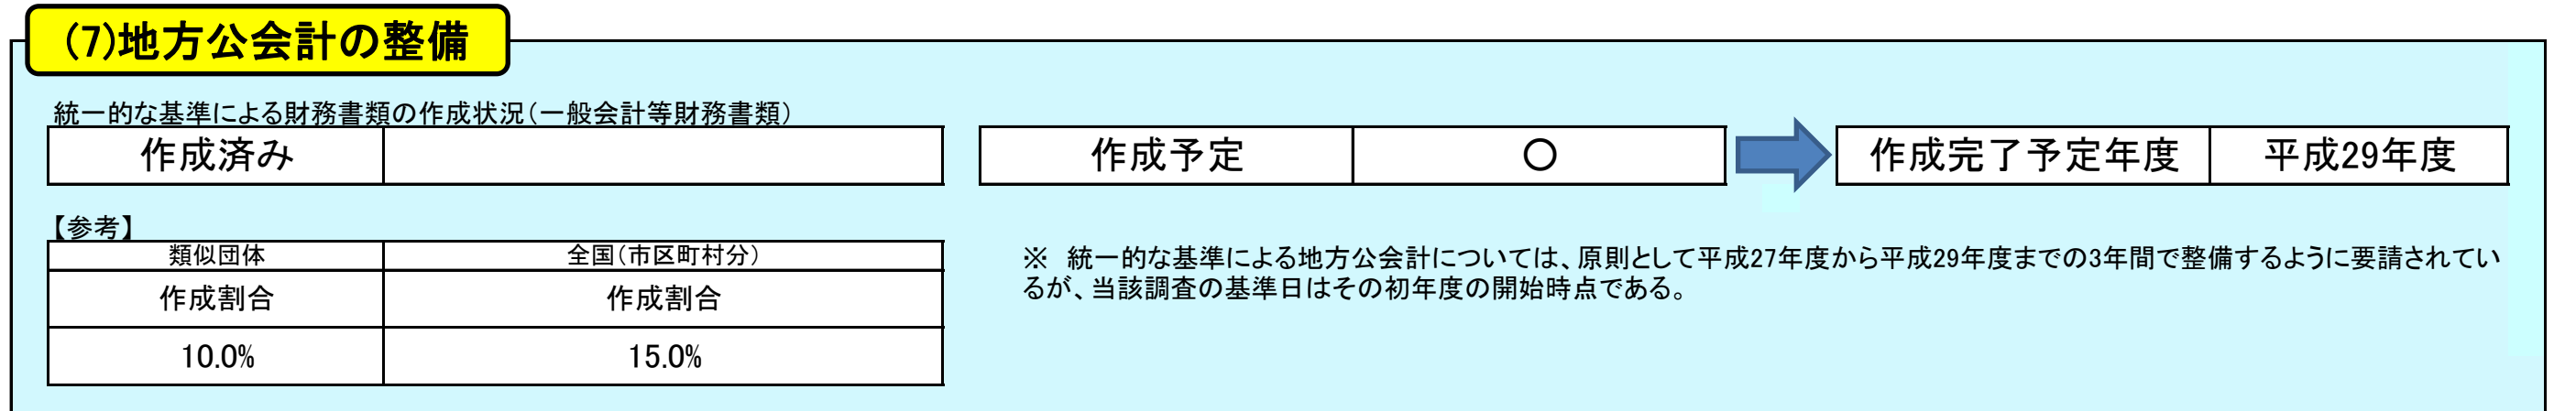 (7)地方公会計の整備
統一的な基準による財務書類の作成状況(一般会計等財務書類)
作成済み 作成予定 〇 作成完了予定年度 平成29年度
【参考】
類似団体 全国(市区町村分)
作成割合 作成割合
10.0% 15.0%
※ 統一的な基準による地方公会計については、原則として平成27年度から平成29年度までの3年間で整備するように要請されてい
るが、当該調査の基準日はその初年度の開始時点である。